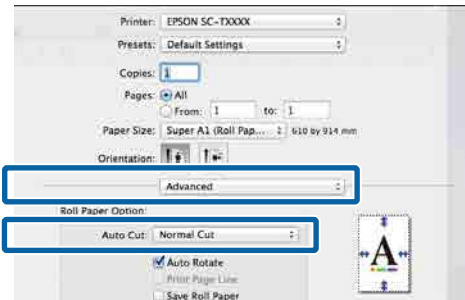 Printer: EPSON SC-TXXXX
Presets: Default Settings
Copies: 1
Pages: All
From: 1 to: 1
Paper Size: Super A1 (Roll Pap... 610 by 914 mm
Orientation:
Advanced
Roll Paper Option:
Auto Cut: Normal Cut
Auto Rotate
Print Page Line
Save Roll Paper
A